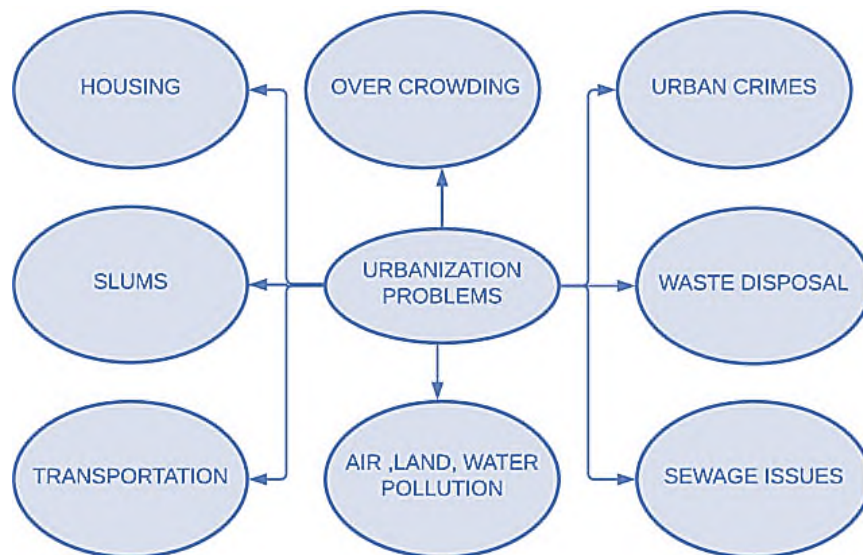 HOUSING
OVER CROWDING
URBAN CRIMES
SLUMS
URBANIZATION
PROBLEMS
WASTE DISPOSAL
TRANSPORTATION
AIR ,LAND, WATER
POLLUTION
SEWAGE ISSUES